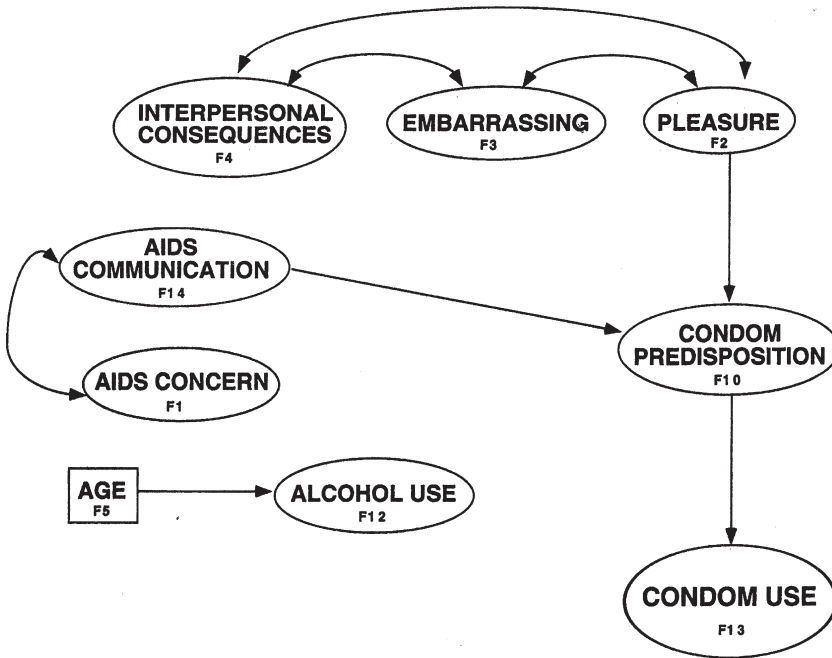 INTERPERSONAL
CONSEQUENCES
F4
EMBARRASSING
F3
PLEASURE
F2
AIDS
COMMUNICATION
F14
CONDOM
PREDISPOSITION
F10
AIDS CONCERN
F1
AGE
F5
ALCOHOL USE
F12
CONDOM USE
F13